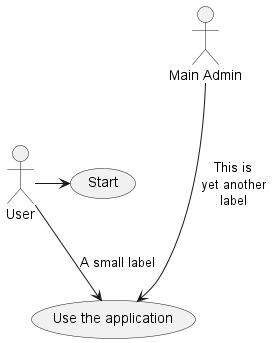 Main Admin
This is
yet another
label
Start
User
A small label
Use the application